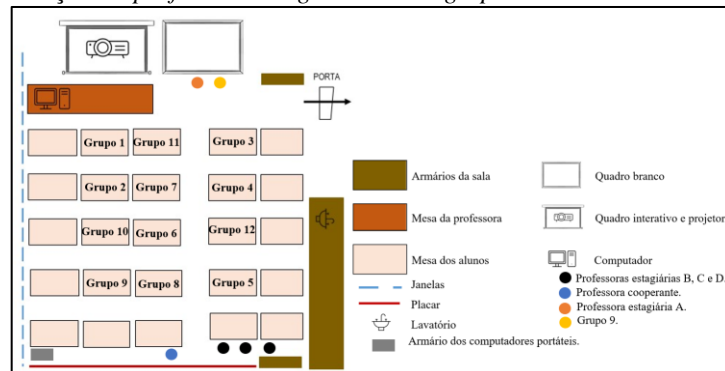 PORTA
Grupo 1 Grupo 11 Grupo 3
Grupo 2 Grupo 7 Grupo 4
Grupo 10 Grupo 6 Grupo 12
Grupo 9 Grupo 8 Grupo 5
Armários da sala
Quadro branco
Mesa da professora
Quadro interativo e projetor
Mesa dos alunos
Computador
Janelas
Professoras estagiárias B, C e D.
Placar
Professora cooperante.
Lavatório
Professora estagiária A.
Grupo 9.
Armário dos computadores portáteis.